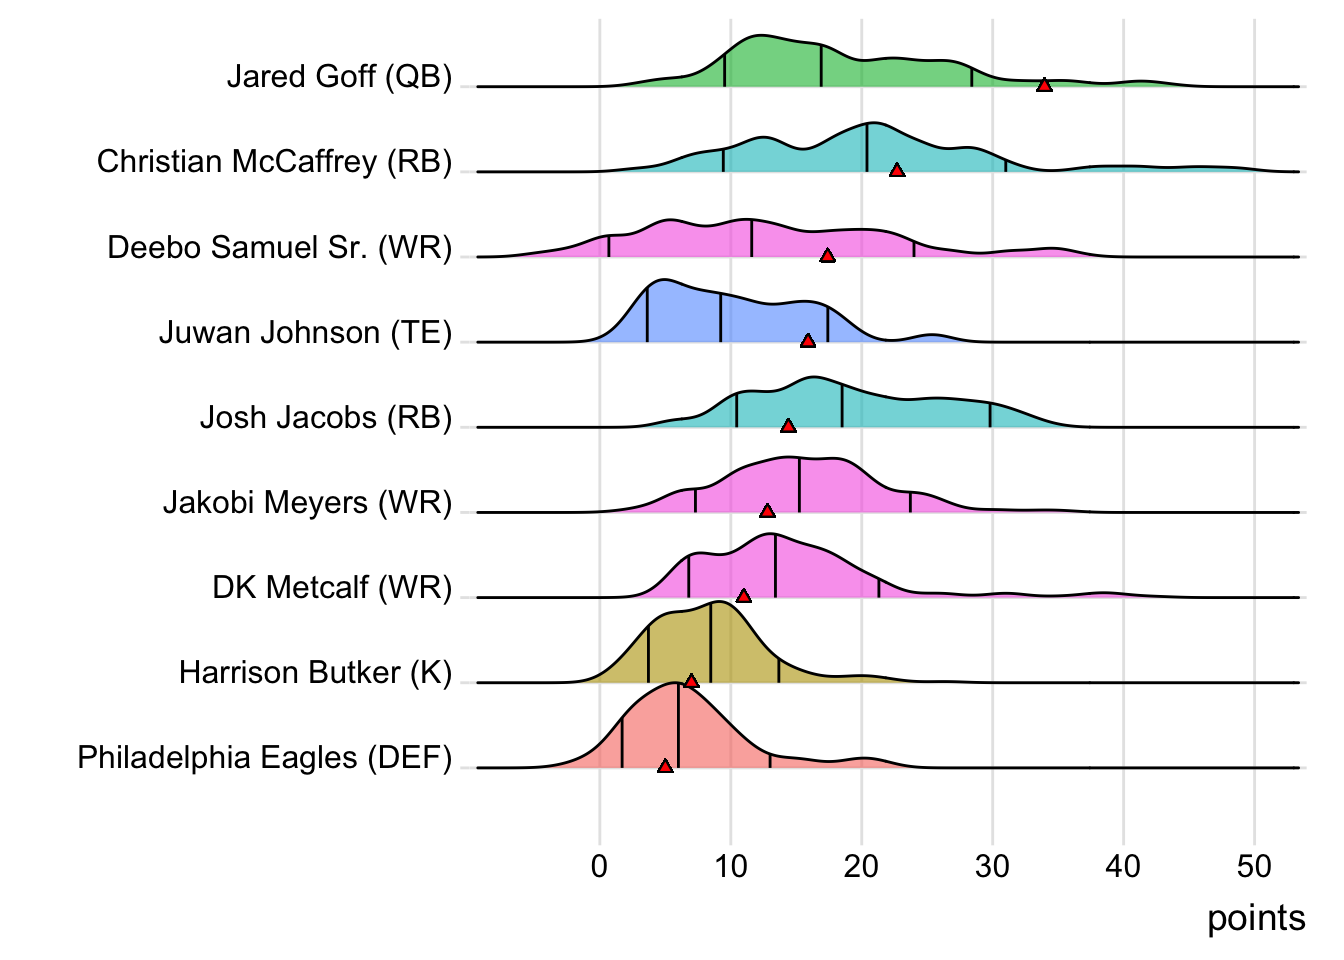 Jared Goff (QB)
Christian McCaffrey (RB)
Deebo Samuel Sr. (WR)
Juwan Johnson (TE)
Josh Jacobs (RB)
Jakobi Meyers (WR)
DK Metcalf (WR)
Harrison Butker (K)
Philadelphia Eagles (DEF)
0 10 20 30 40 50
points